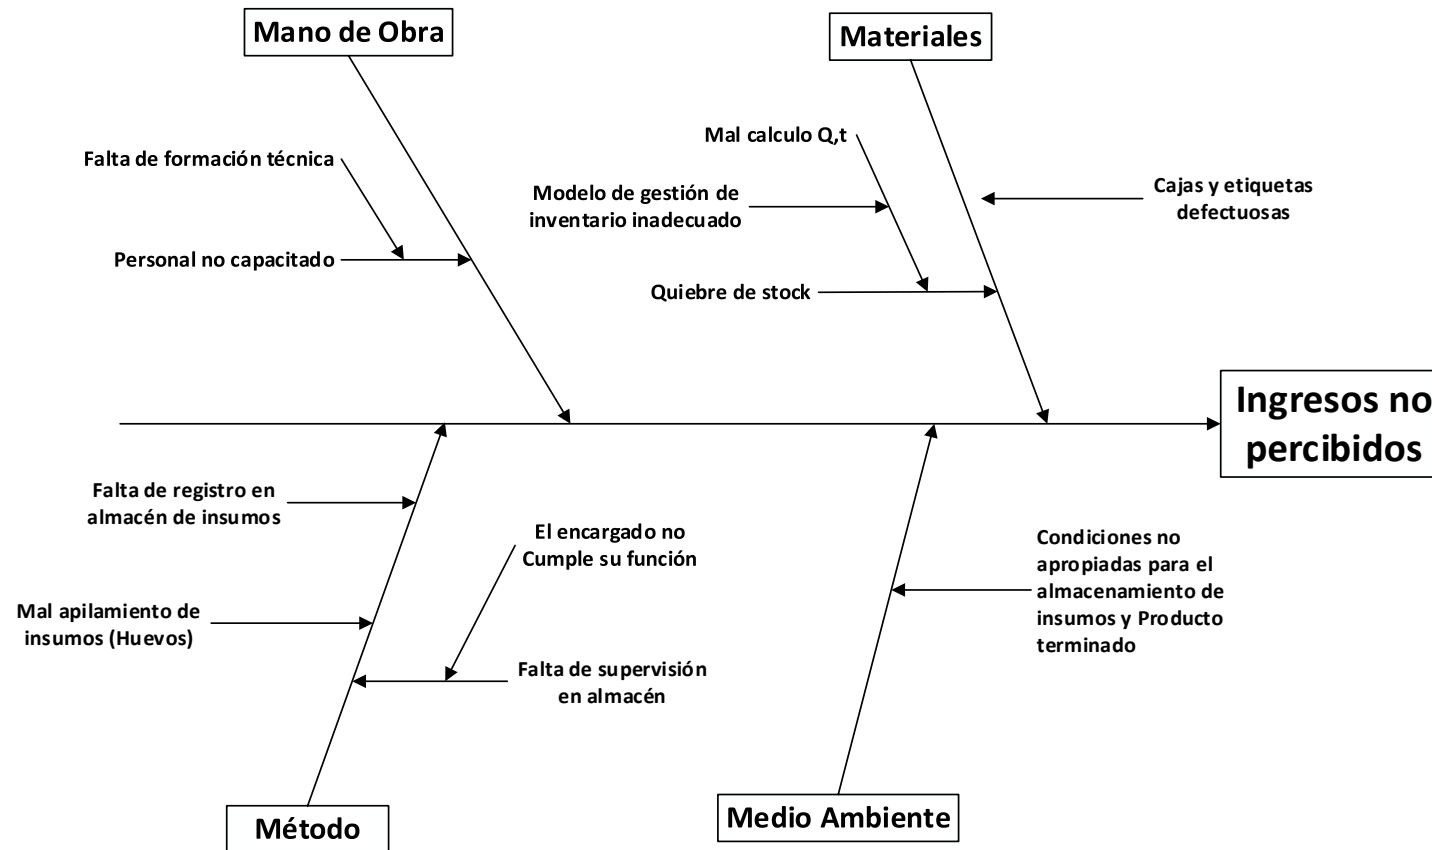 Mano de Obra
Materiales
Mal calculo Q,t
Falta de formación técnica
Modelo de gestión de
inventario inadecuado
Cajas y etiquetas
defectuosas
Personal no capacitado
Quiebre de stock
Ingresos no
percibidos
Falta de registro en
almacén de insumos
El encargado no
Cumple su función
Condiciones no
apropiadas para el
almacenamiento de
insumos y Producto
terminado
Mal apilamiento de
insumos (Huevos)
Falta de supervisión
en almacén
Método
Medio Ambiente